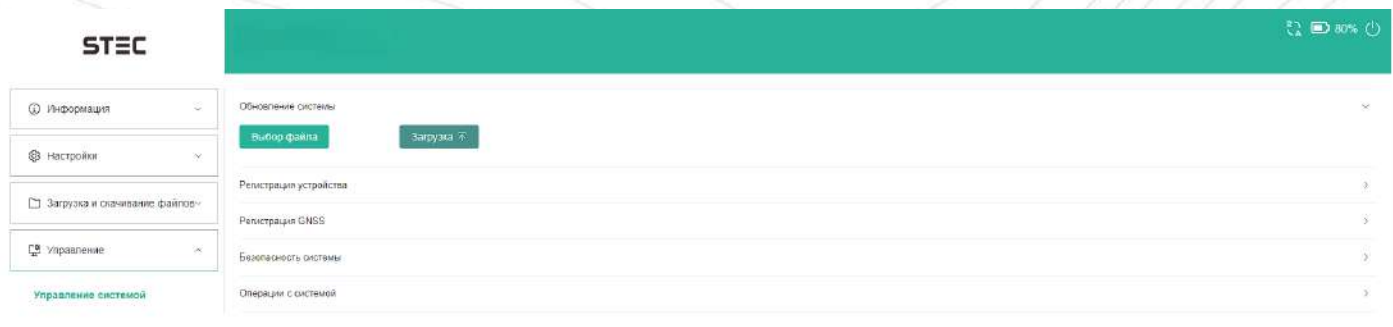 80%
STEC
Информация
Обновление системы
Выбор файла
Загрузка
Настройки
Регистрация устройства
Загрузка и скачивание файлов
Регистрация GNSS
Управление
Безопасность системы
Управление системой
Операции с системой